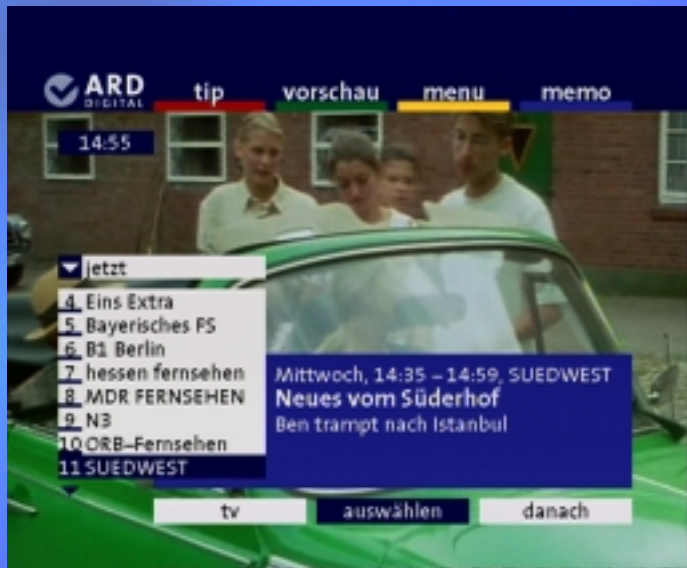 ARD
DIGITAL
tip
vorschau
menu
memo
14:55
jetzt
4 Eins Extra
5 Bayerisches FS
6 B1 Berlin
7 hessen fernsehen
8 MDR FERNSEHEN
9 N3
10 ORB–Fernsehen
11 SUEDWEST
Mittwoch, 14:35 – 14:59, SUEDWEST
Neues vom Süderhof
Ben trampt nach Istanbul
tv
auswählen
danach